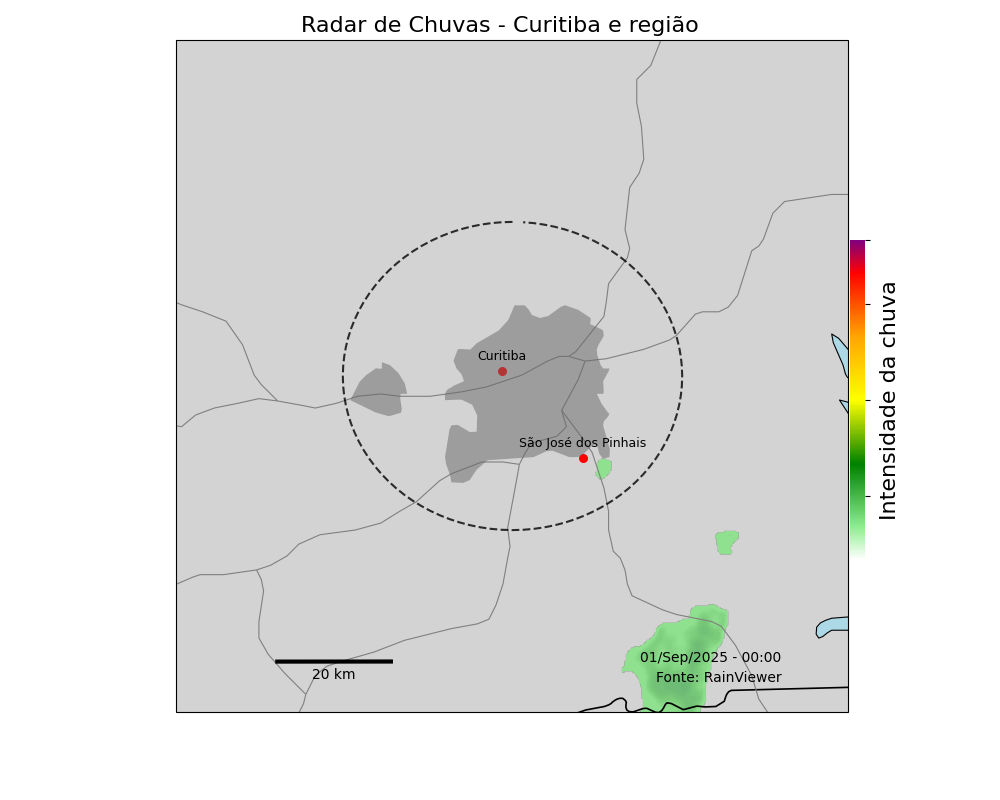 Radar de Chuvas - Curitiba e região
Curitiba
São José dos Pinhais
Intensidade da chuva
01/Sep/2025 - 00:00
Fonte: RainViewer
20 km